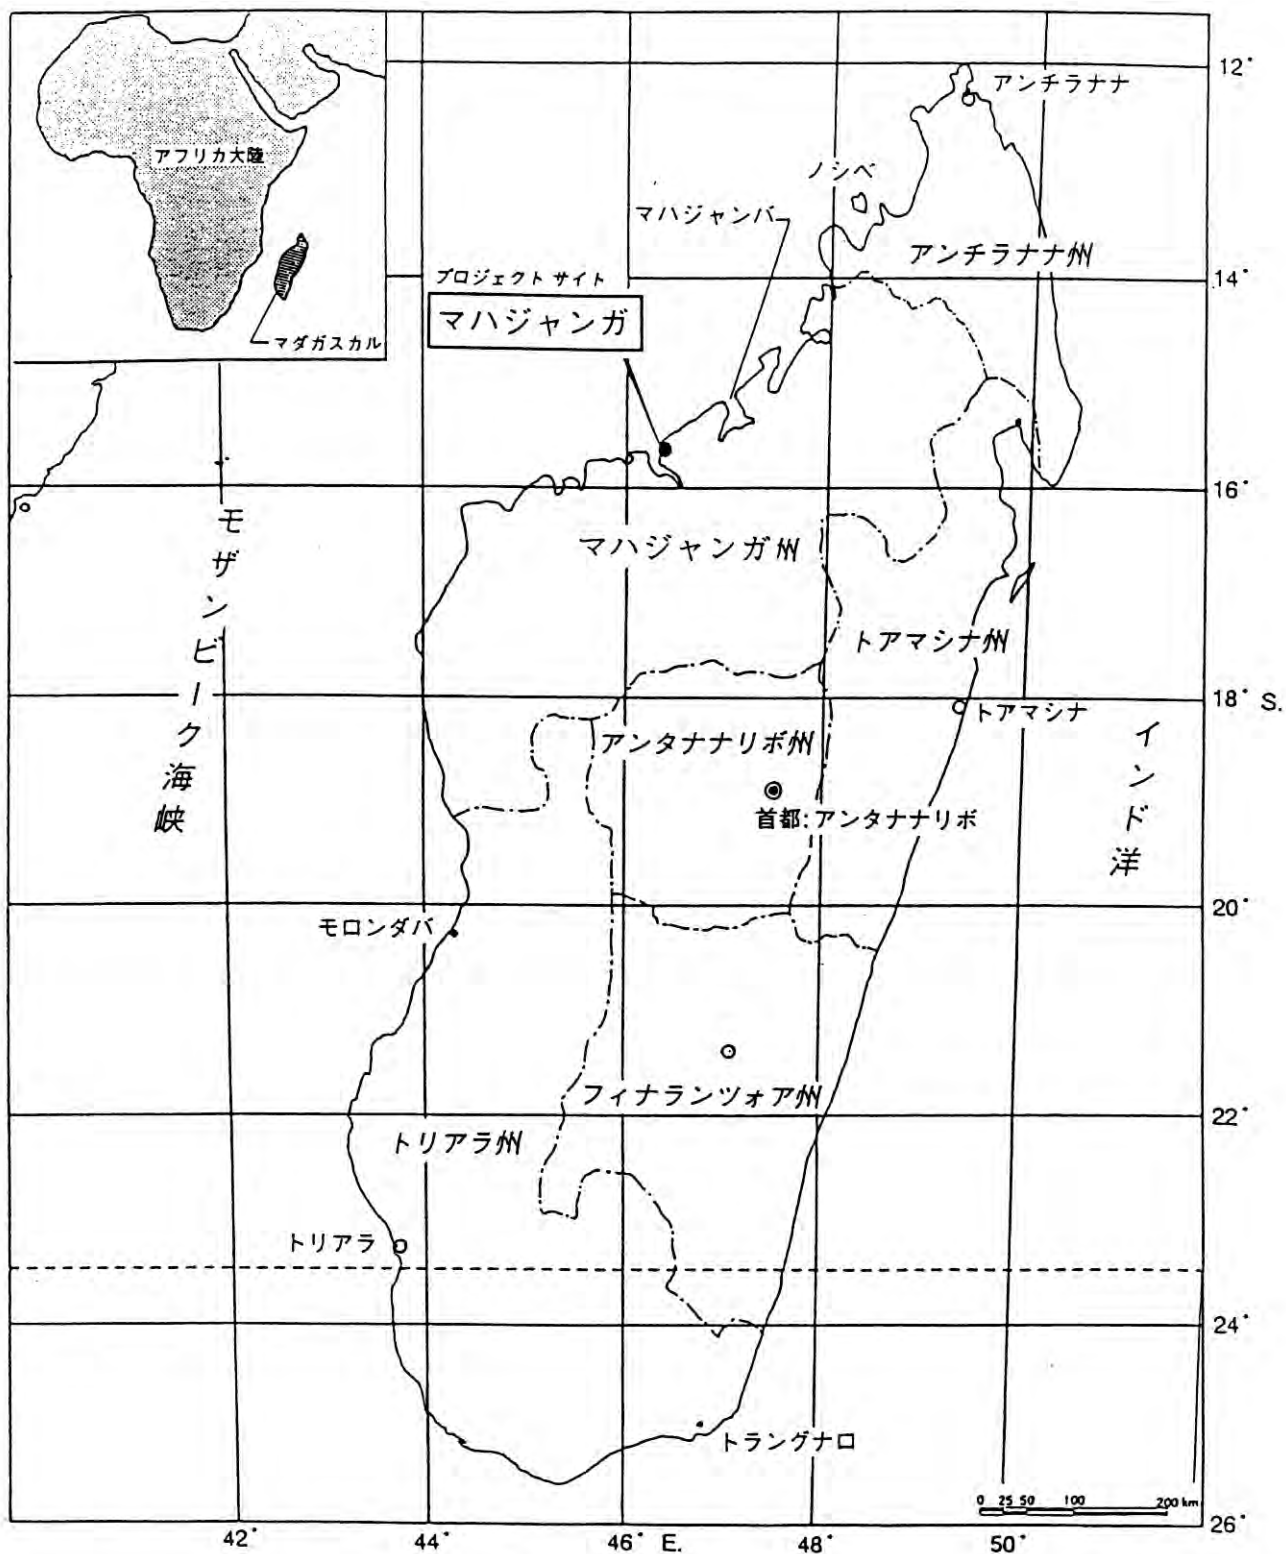 アフリカ大陸
マダガスカル
12°
アンチラナナ
ノシベ
マハジャンバ
アンチラナナ州
プロジェクト サイト
マハジャンガ
14°
16°
モザンビーク海峡
マハジャンガ州
トアマシナ州
18° S.
トアマシナ
アンタナナリボ州
インド洋
首都:アンタナナリボ
20°
モロンダバ
フィナランツォア州
22°
トリアラ州
トリアラ
24°
トラングナロ
0 25 50 100 200 km
26°
42° 44° 46° E. 48° 50°